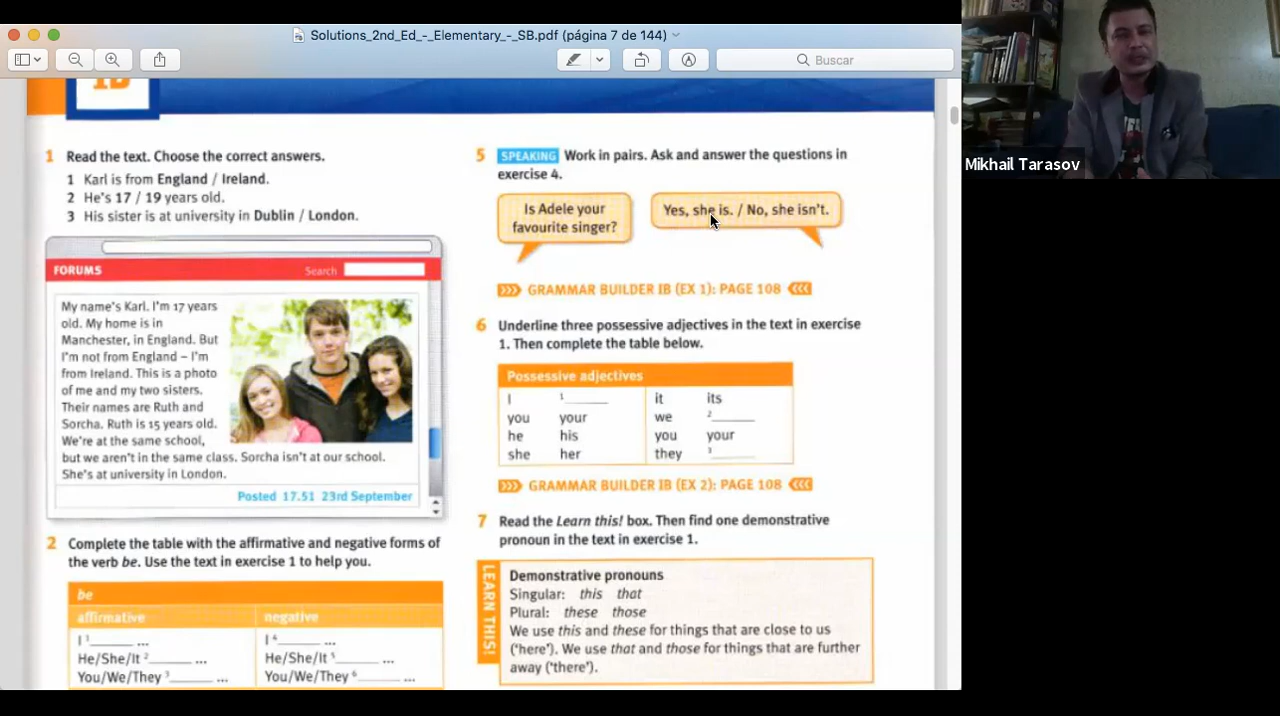 Solutions_2nd_Ed_-_Elementary_-_SB.pdf (página 7 de 144)
Buscar
Mikhail Tarasov
1B
1 Read the text. Choose the correct answers.
1 Karl is from England / Ireland.
2 He's 17 / 19 years old.
3 His sister is at university in Dublin / London.
FORUMS
Search
My name's Karl. I'm 17 years
old. My home is in
Manchester, in England. But
I'm not from England – I'm
from Ireland. This is a photo
of me and my two sisters.
Their names are Ruth and
Sorcha. Ruth is 15 years old.
We're at the same school,
but we aren't in the same class. Sorcha isn't at our school.
She's at university in London.
Posted 17.51 23rd September
2 Complete the table with the affirmative and negative forms of
the verb be. Use the text in exercise 1 to help you.
be
affirmative negative
I 1______ ... I 4______ ...
He/She/It 2______ ... He/She/It 5______ ...
You/We/They 3______ ... You/We/They 6______ ...
5 SPEAKING Work in pairs. Ask and answer the questions in
exercise 4.
Is Adele your
favourite singer?
Yes, she is. / No, she isn't.
GRAMMAR BUILDER 1B (EX 1): PAGE 108
6 Underline three possessive adjectives in the text in exercise
1. Then complete the table below.
Possessive adjectives
I 1______ it its
you your we 2______
he his you your
she her they 3______
GRAMMAR BUILDER 1B (EX 2): PAGE 108
7 Read the Learn this! box. Then find one demonstrative
pronoun in the text in exercise 1.
LEARN THIS!
Demonstrative pronouns
Singular: this that
Plural: these those
We use this and these for things that are close to us
('here'). We use that and those for things that are further
away ('there').